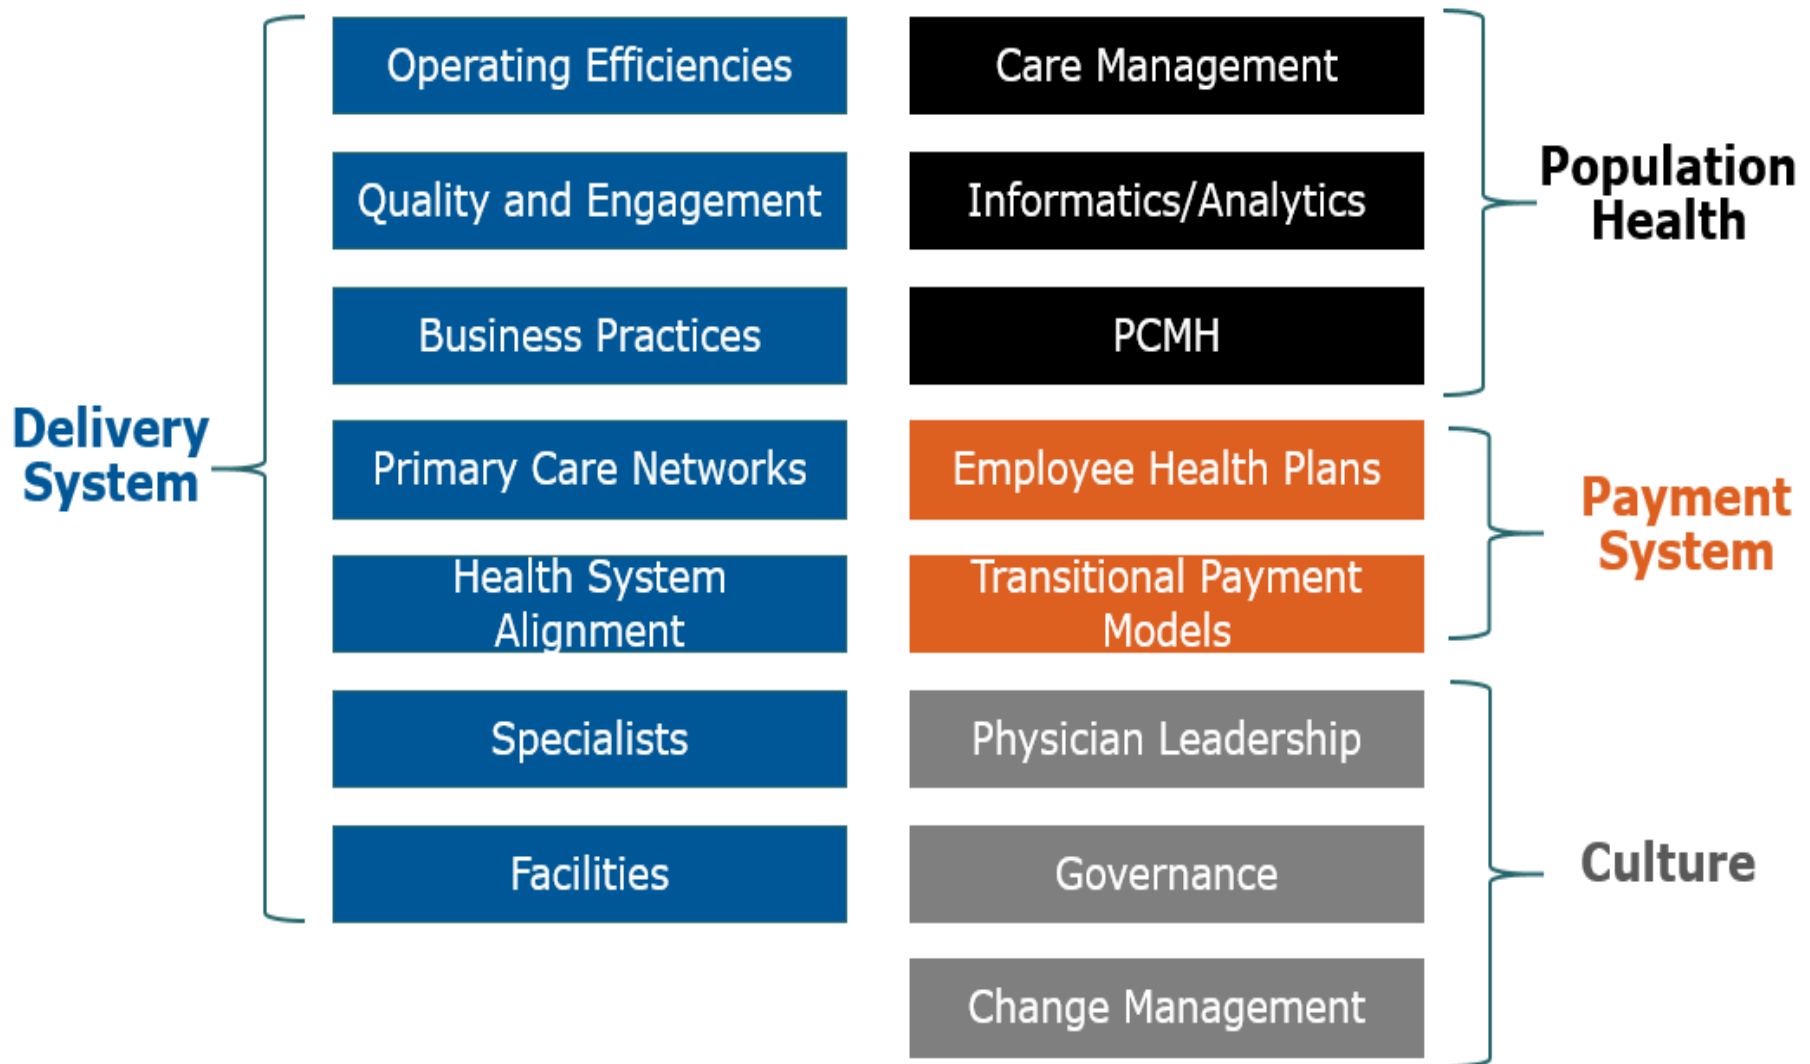 Delivery
System
Operating Efficiencies
Quality and Engagement
Business Practices
Primary Care Networks
Health System
Alignment
Specialists
Facilities
Care Management
Informatics/Analytics
PCMH
Employee Health Plans
Transitional Payment
Models
Physician Leadership
Governance
Change Management
Population
Health
Payment
System
Culture